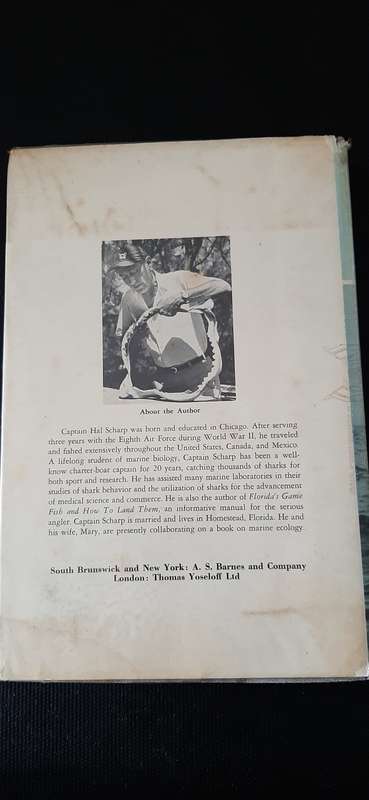 About the Author
Captain Hal Scharp was born and educated in Chicago. After serving
three years with the Eighth Air Force during World War II, he traveled
and fished extensively throughout the United States, Canada, and Mexico.
A lifelong student of marine biology, Captain Scharp has been a well-
know charter-boat captain for 20 years, catching thousands of sharks for
both sport and research. He has assisted many marine laboratories in their
studies of shark behavior and the utilization of sharks for the advancement
of medical science and commerce. He is also the author of Florida's Game
Fish and How To Land Them, an informative manual for the serious
angler. Captain Scharp is married and lives in Homestead, Florida. He and
his wife, Mary, are presently collaborating on a book on marine ecology.
South Brunswick and New York: A. S. Barnes and Company
London: Thomas Yoseloff Ltd